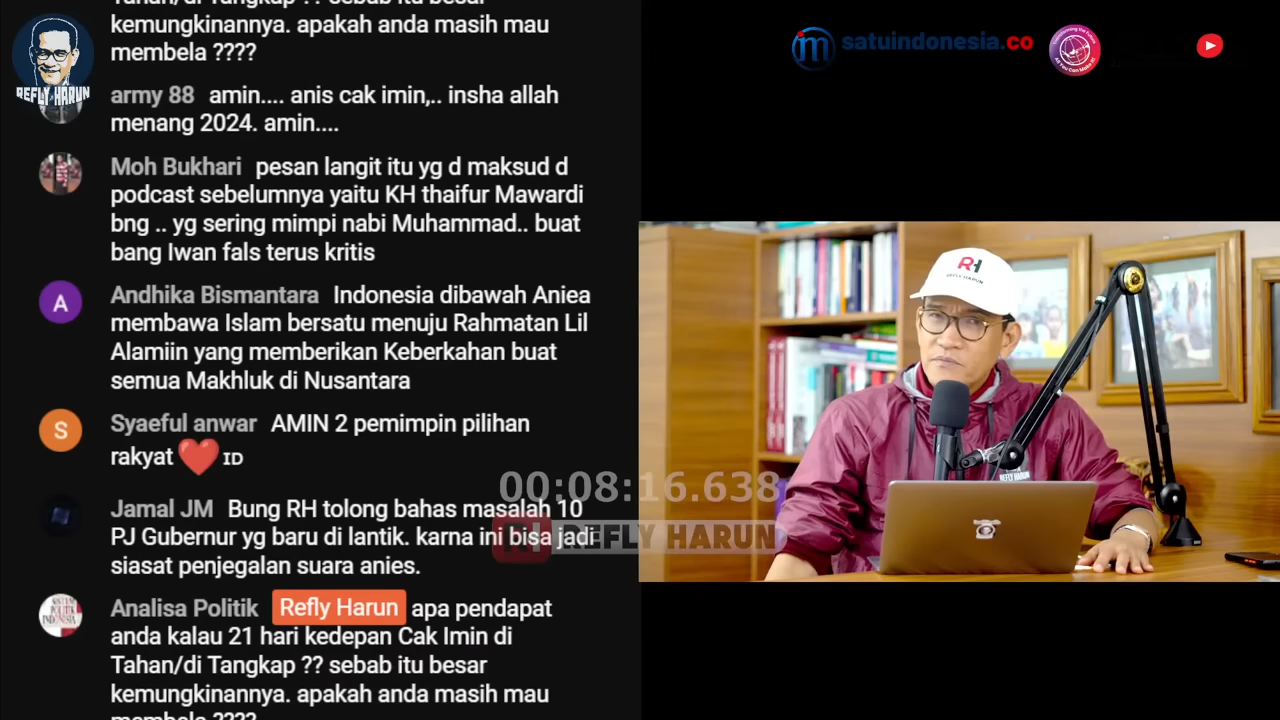 Tahan/di Tangkap ?? sebab itu besar
kemungkinannya. apakah anda masih mau
membela ????
REFLY HARUN
army 88 amin.... anis cak imin,.. insha allah
menang 2024. amin....
Moh Bukhari pesan langit itu yg d maksud d
podcast sebelumnya yaitu KH thaifur Mawardi
bng .. yg sering mimpi nabi Muhammad.. buat
bang Iwan fals terus kritis
A
Andhika Bismantara Indonesia dibawah Aniea
membawa Islam bersatu menuju Rahmatan Lil
Alamiin yang memberikan Keberkahan buat
semua Makhluk di Nusantara
S
Syaeful anwar AMIN 2 pemimpin pilihan
rakyat ❤️ ID
Jamal JM Bung RH tolong bahas masalah 10
PJ Gubernur yg baru di lantik. karna ini bisa jadi
siasat penjegalan suara anies.
Analisa Politik Refly Harun apa pendapat
anda kalau 21 hari kedepan Cak Imin di
Tahan/di Tangkap ?? sebab itu besar
kemungkinannya. apakah anda masih mau
membela ????
satuindonesia.co
RH
REFLY HARUN
00:08:16.638
RH REFLY HARUN
REFLY HARUN